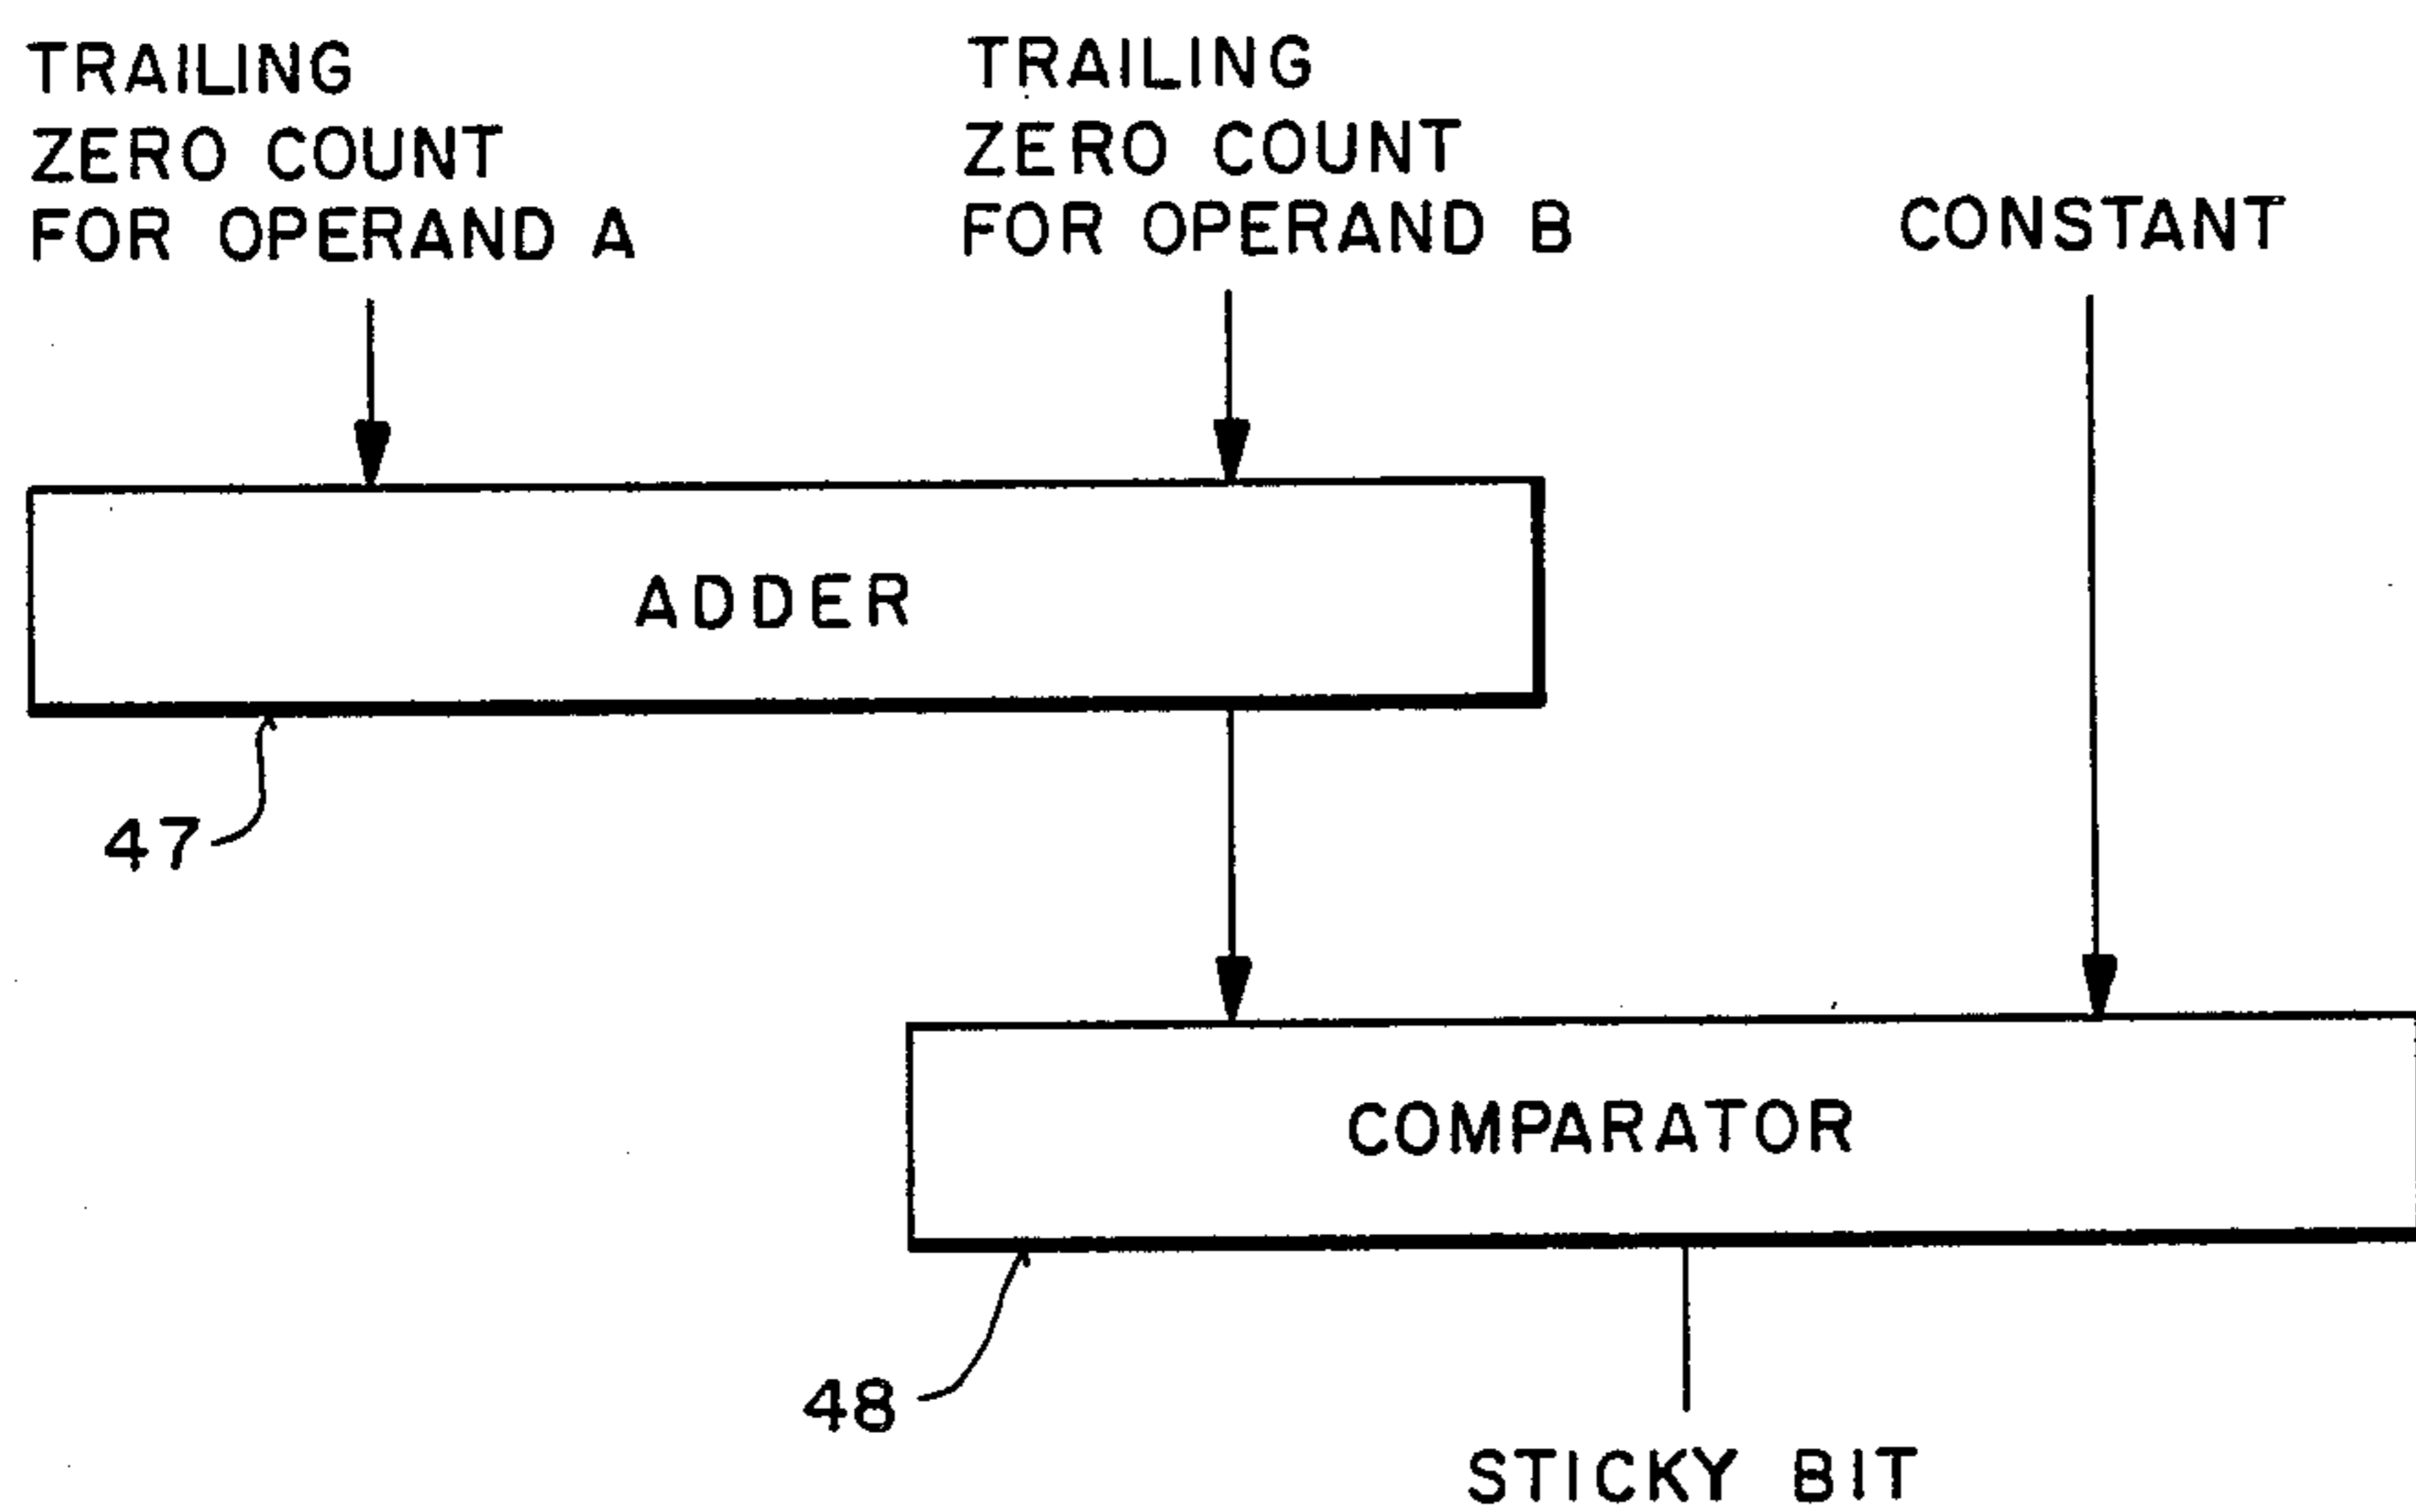 TRAILING
ZERO COUNT
FOR OPERAND A
TRAILING
ZERO COUNT
FOR OPERAND B
CONSTANT
ADDER
47
COMPARATOR
48
STICKY BIT